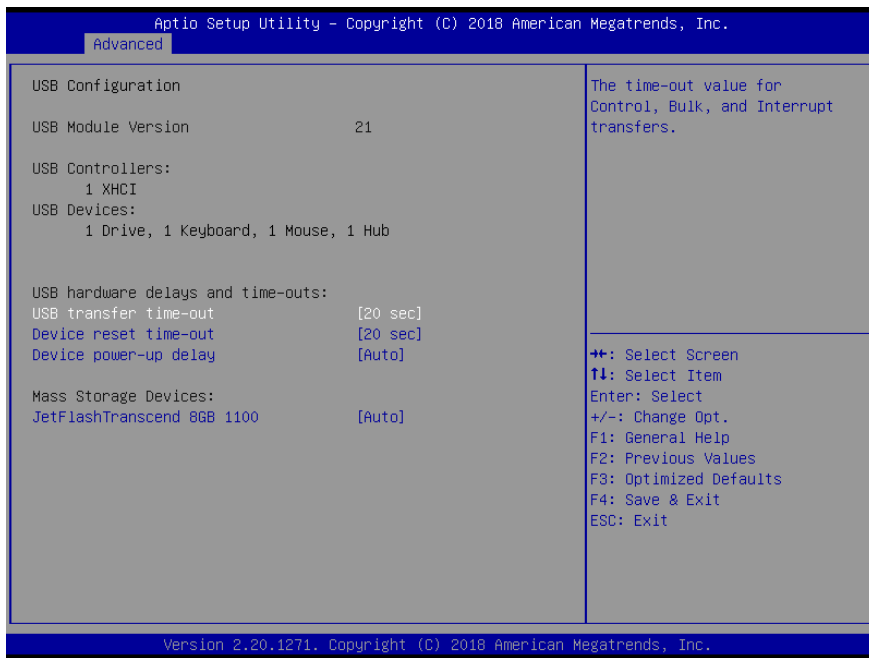 Aptio Setup Utility – Copyright (C) 2018 American Megatrends, Inc.
Advanced
USB Configuration
USB Module Version 21
USB Controllers:
1 XHCI
USB Devices:
1 Drive, 1 Keyboard, 1 Mouse, 1 Hub
USB hardware delays and time-outs:
USB transfer time-out [20 sec]
Device reset time-out [20 sec]
Device power-up delay [Auto]
Mass Storage Devices:
JetFlashTranscend 8GB 1100 [Auto]
The time-out value for
Control, Bulk, and Interrupt
transfers.
→←: Select Screen
↑↓: Select Item
Enter: Select
+/-: Change Opt.
F1: General Help
F2: Previous Values
F3: Optimized Defaults
F4: Save & Exit
ESC: Exit
Version 2.20.1271. Copyright (C) 2018 American Megatrends, Inc.